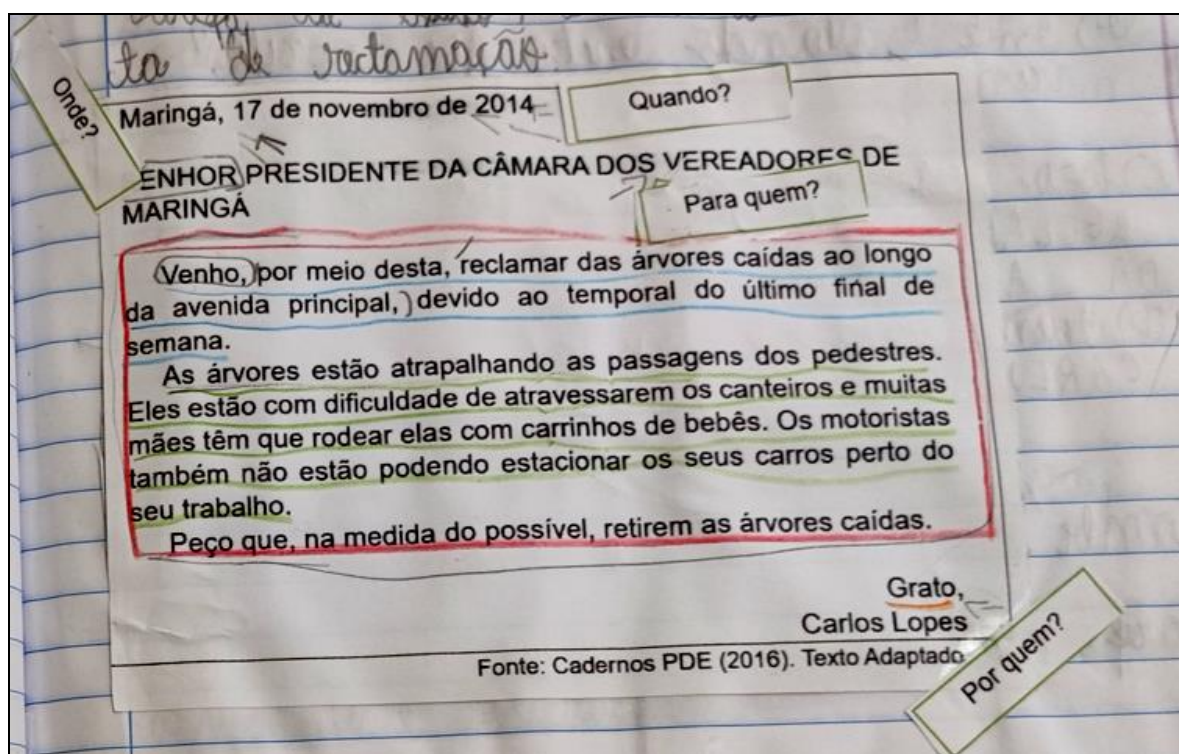 ta de reclamação
Onde?
Maringá, 17 de novembro de 2014
Quando?
ENHOR PRESIDENTE DA CÂMARA DOS VEREADORES DE
MARINGÁ
Para quem?
Venho, por meio desta, reclamar das árvores caídas ao longo
da avenida principal, devido ao temporal do último final de
semana.
As árvores estão atrapalhando as passagens dos pedestres.
Eles estão com dificuldade de atravessarem os canteiros e muitas
mães têm que rodear elas com carrinhos de bebês. Os motoristas
também não estão podendo estacionar os seus carros perto do
seu trabalho.
Peço que, na medida do possível, retirem as árvores caídas.
Grato,
Carlos Lopes
Por quem?
Fonte: Cadernos PDE (2016). Texto Adaptado